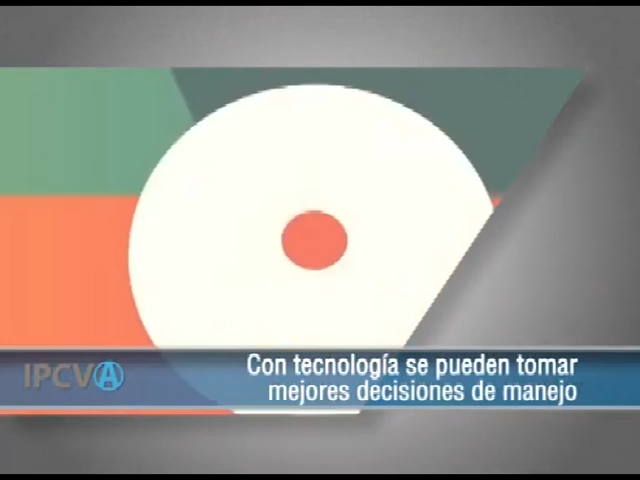 IPCVA
Con tecnología se pueden tomar
mejores decisiones de manejo